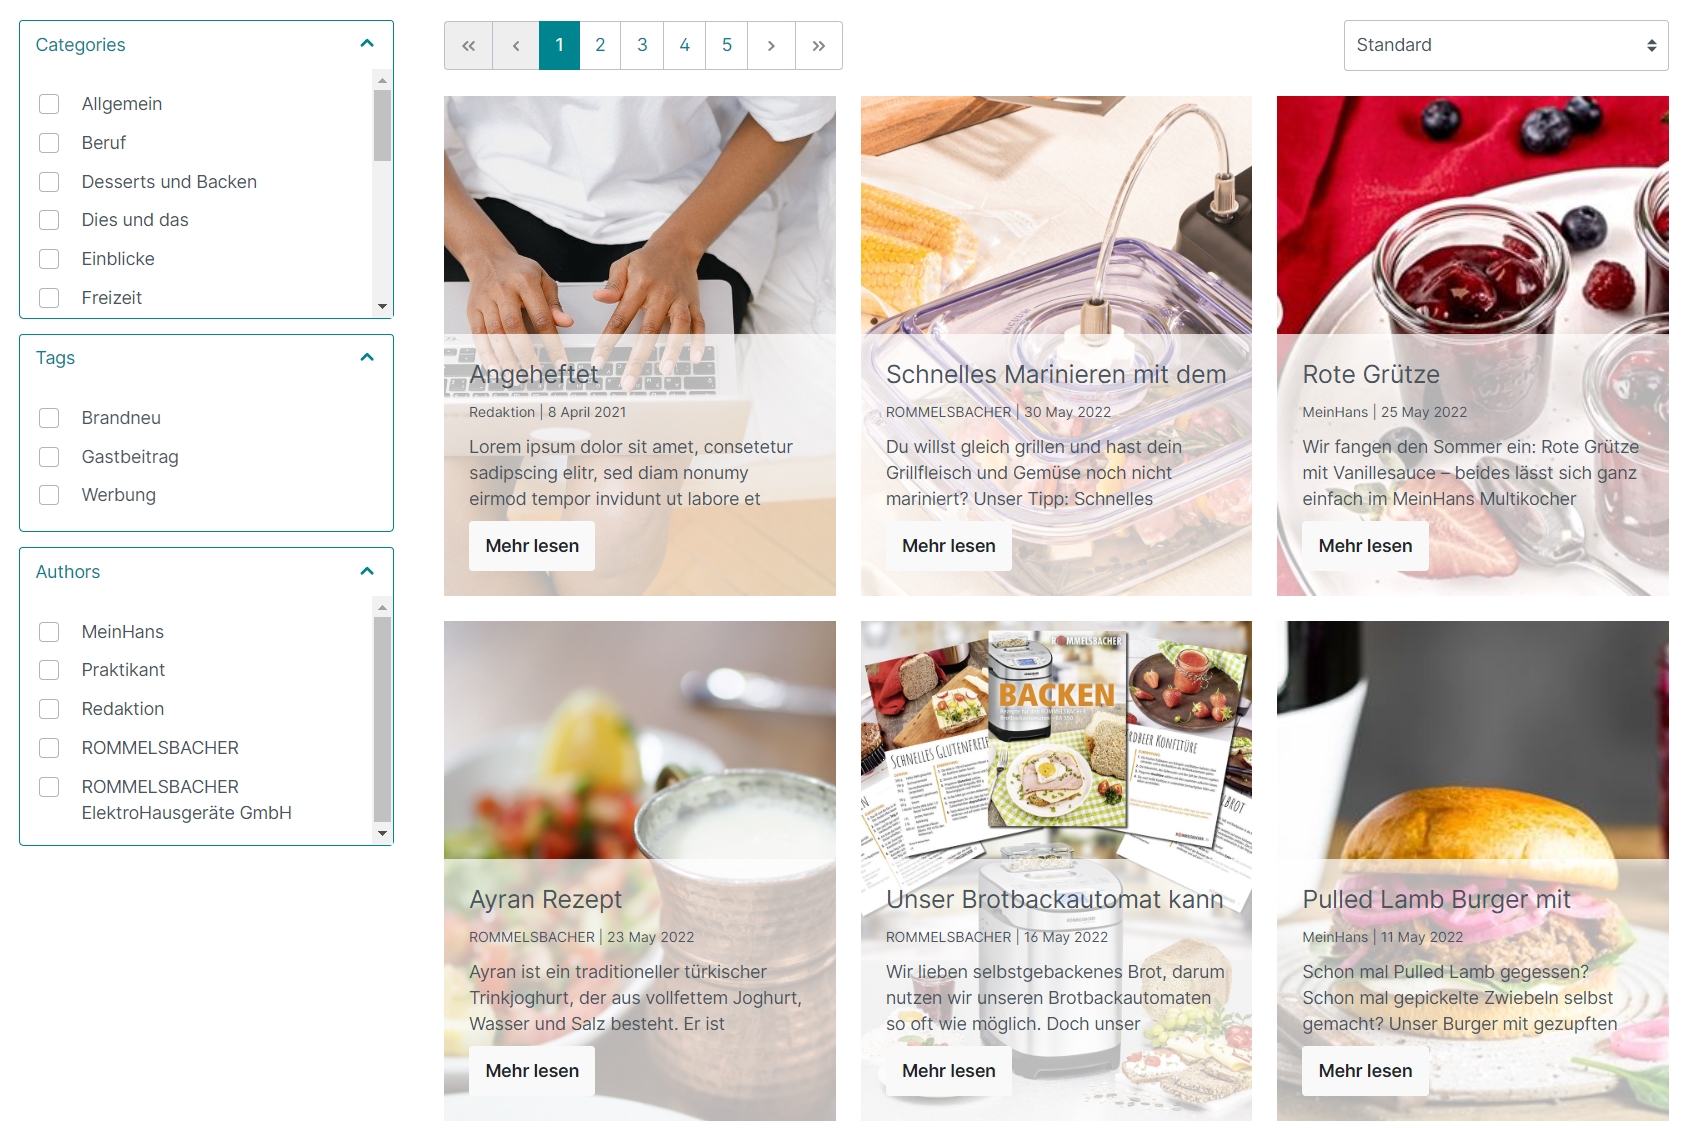 Categories
Allgemein
Beruf
Desserts und Backen
Dies und das
Einblicke
Freizeit
Tags
Brandneu
Gastbeitrag
Werbung
Authors
MeinHans
Praktikant
Redaktion
ROMMELSBACHER
ROMMELSBACHER
ElektroHausgeräte GmbH
« ‹ 1 2 3 4 5 › »
Standard
Angeheftet
Redaktion | 8 April 2021
Lorem ipsum dolor sit amet, consetetur
sadipscing elitr, sed diam nonumy
eirmod tempor invidunt ut labore et
Mehr lesen
Schnelles Marinieren mit dem
ROMMELSBACHER | 30 May 2022
Du willst gleich grillen und hast dein
Grillfleisch und Gemüse noch nicht
mariniert? Unser Tipp: Schnelles
Mehr lesen
Rote Grütze
MeinHans | 25 May 2022
Wir fangen den Sommer ein: Rote Grütze
mit Vanillesauce – beides lässt sich ganz
einfach im MeinHans Multikocher
Mehr lesen
Ayran Rezept
ROMMELSBACHER | 23 May 2022
Ayran ist ein traditioneller türkischer
Trinkjoghurt, der aus vollfettem Joghurt,
Wasser und Salz besteht. Er ist
Mehr lesen
ROMMELSBACHER
BACKEN
SCHNELLES GLUTENFREIE
RDBEER KONFITÜRE
LBROT
Unser Brotbackautomat kann
ROMMELSBACHER | 16 May 2022
Wir lieben selbstgebackenes Brot, darum
nutzen wir unseren Brotbackautomaten
so oft wie möglich. Doch unser
Mehr lesen
Pulled Lamb Burger mit
MeinHans | 11 May 2022
Schon mal Pulled Lamb gegessen?
Schon mal gepickelte Zwiebeln selbst
gemacht? Unser Burger mit gezupften
Mehr lesen